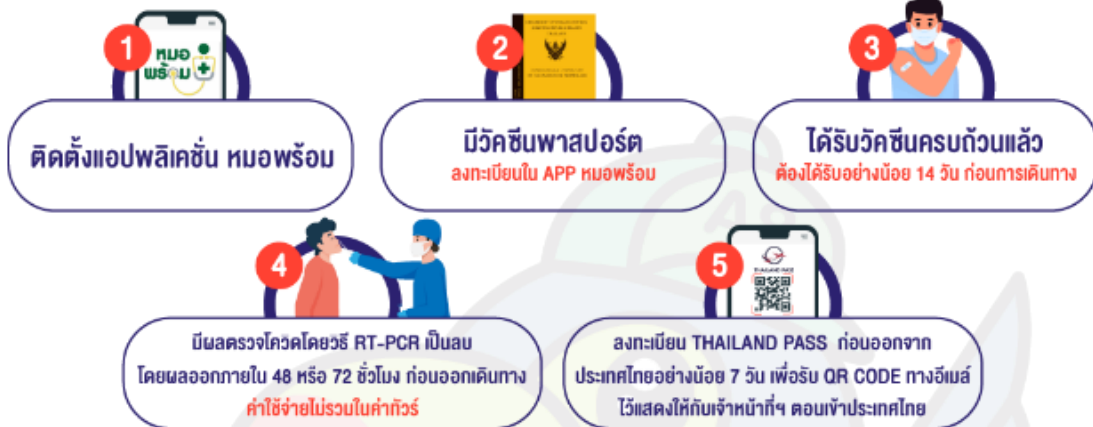 1
หมอ
พร้อม
ติดตั้งแอปพลิเคชั่น หมอพร้อม
2
มีวัคซีนพาสปอร์ต
ลงทะเบียนใน APP หมอพร้อม
3
ได้รับวัคซีนครบถ้วนแล้ว
ต้องได้รับอย่างน้อย 14 วัน ก่อนการเดินทาง
4
มีผลตรวจโควิดโดยวิธี RT-PCR เป็นลบ
โดยผลออกภายใน 48 หรือ 72 ชั่วโมง ก่อนออกเดินทาง
ค่าใช้จ่ายไม่รวมในค่าทัวร์
5
THAILAND PASS
ลงทะเบียน THAILAND PASS ก่อนออกจาก
ประเทศไทยอย่างน้อย 7 วัน เพื่อรับ QR CODE ทางอีเมล์
ไว้แสดงให้กับเจ้าหน้าที่ฯ ตอนเข้าประเทศไทย